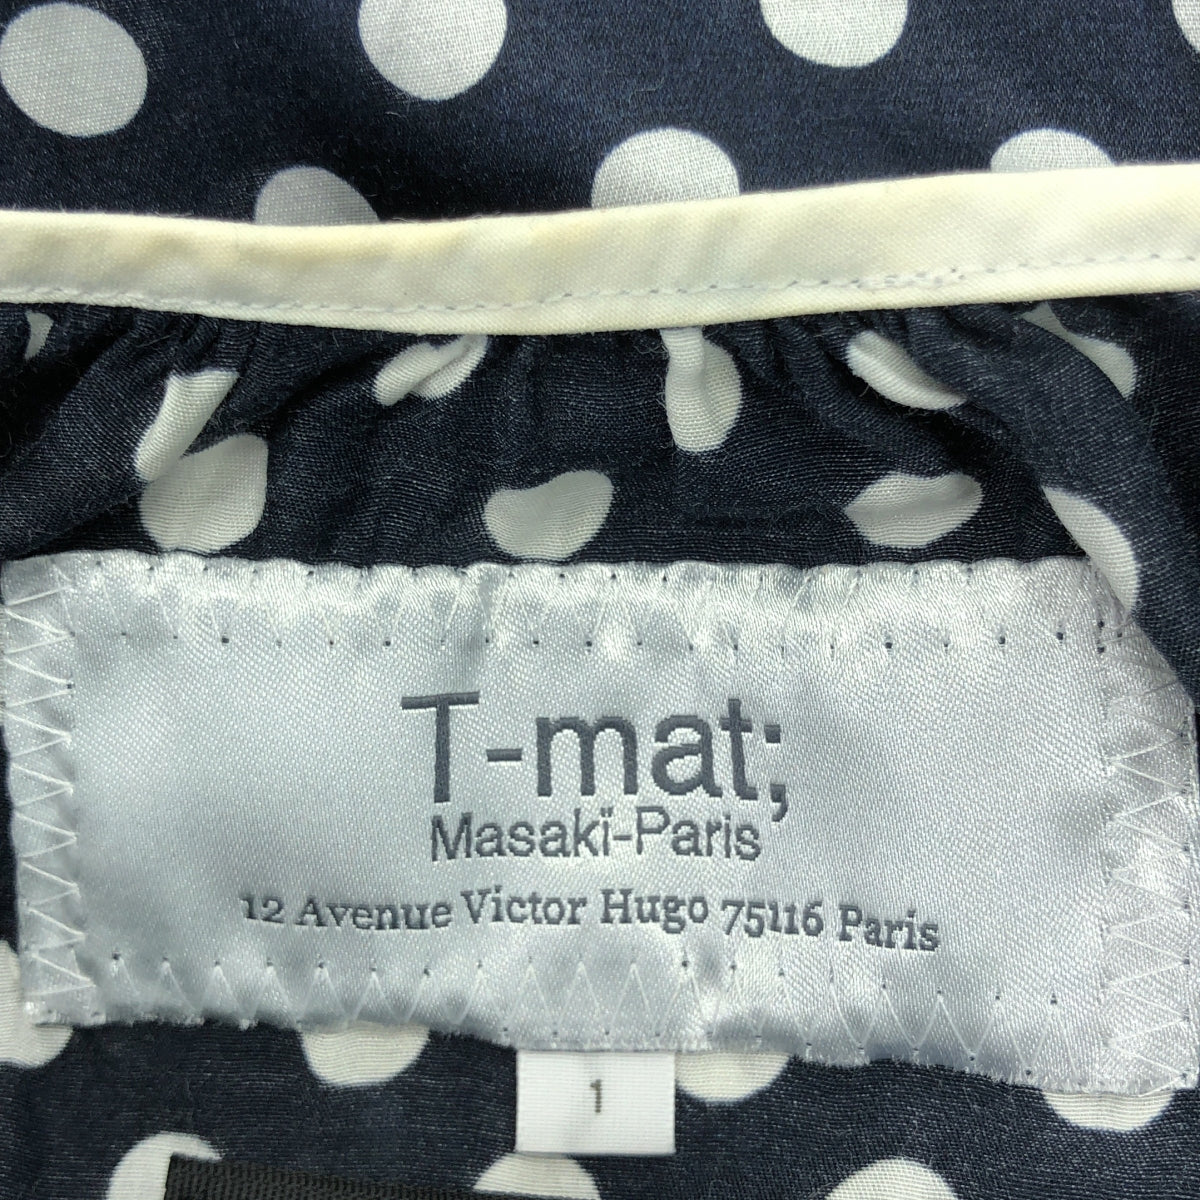 T-mat;
Masakï-Paris
12 Avenue Victor Hugo 75116 Paris
1